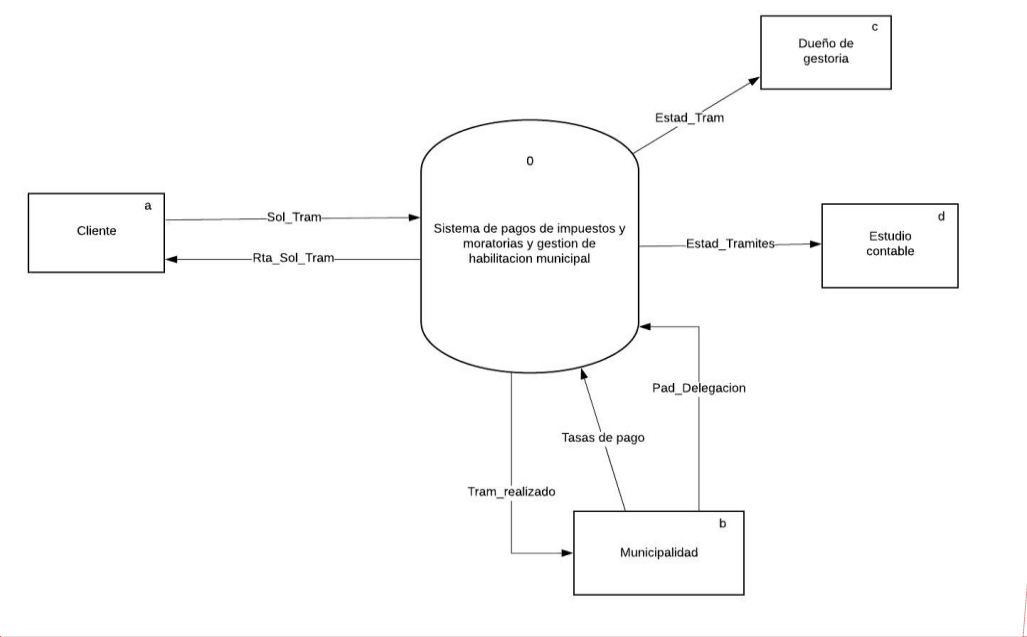 c
Dueño de
gestoria
Estad_Tram
0
a
Cliente
Sol_Tram
Rta_Sol_Tram
Sistema de pagos de impuestos y
moratorias y gestion de
habilitacion municipal
d
Estudio
contable
Estad_Tramites
Pad_Delegacion
Tasas de pago
Tram_realizado
b
Municipalidad